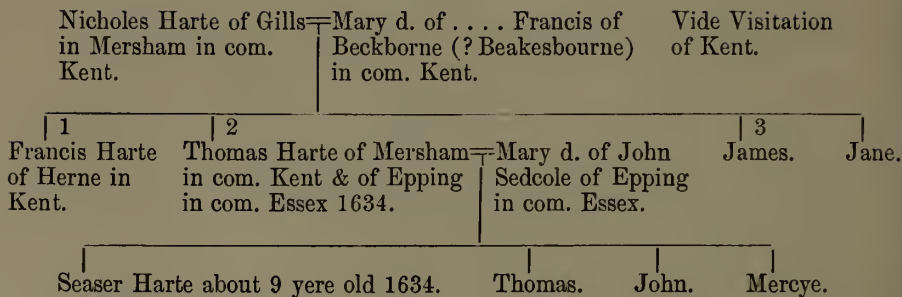 Nicholes Harte of Gills
in Mersham in com.
Kent.
Mary d. of .... Francis of
Beckborne (? Beakesbourne)
in com. Kent.
Vide Visitation
of Kent.
1
Francis Harte
of Herne in
Kent.
2
Thomas Harte of Mersham
in com. Kent & of Epping
in com. Essex 1634.
Mary d. of John
Sedcole of Epping
in com. Essex.
3
James.
Jane.
Seaser Harte about 9 yere old 1634.
Thomas.
John.
Mercye.